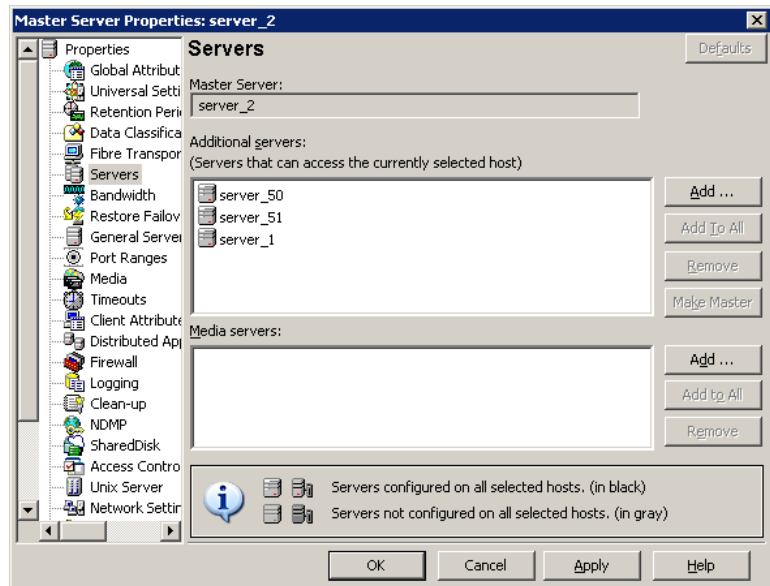 Master Server Properties: server_2
Properties
Global Attribut
Universal Setti
Retention Peri
Data Classifica
Fibre Transpor
Servers
Bandwidth
Restore Failov
General Server
Port Ranges
Media
Timeouts
Client Attribute
Distributed App
Firewall
Logging
Clean-up
NDMP
SharedDisk
Access Contro
Unix Server
Network Settin
Servers
Defaults
Master Server:
server_2
Additional servers:
(Servers that can access the currently selected host)
server_50
server_51
server_1
Add ...
Add To All
Remove
Make Master
Media servers:
Add ...
Add to All
Remove
Servers configured on all selected hosts. (in black)
Servers not configured on all selected hosts. (in gray)
OK
Cancel
Apply
Help